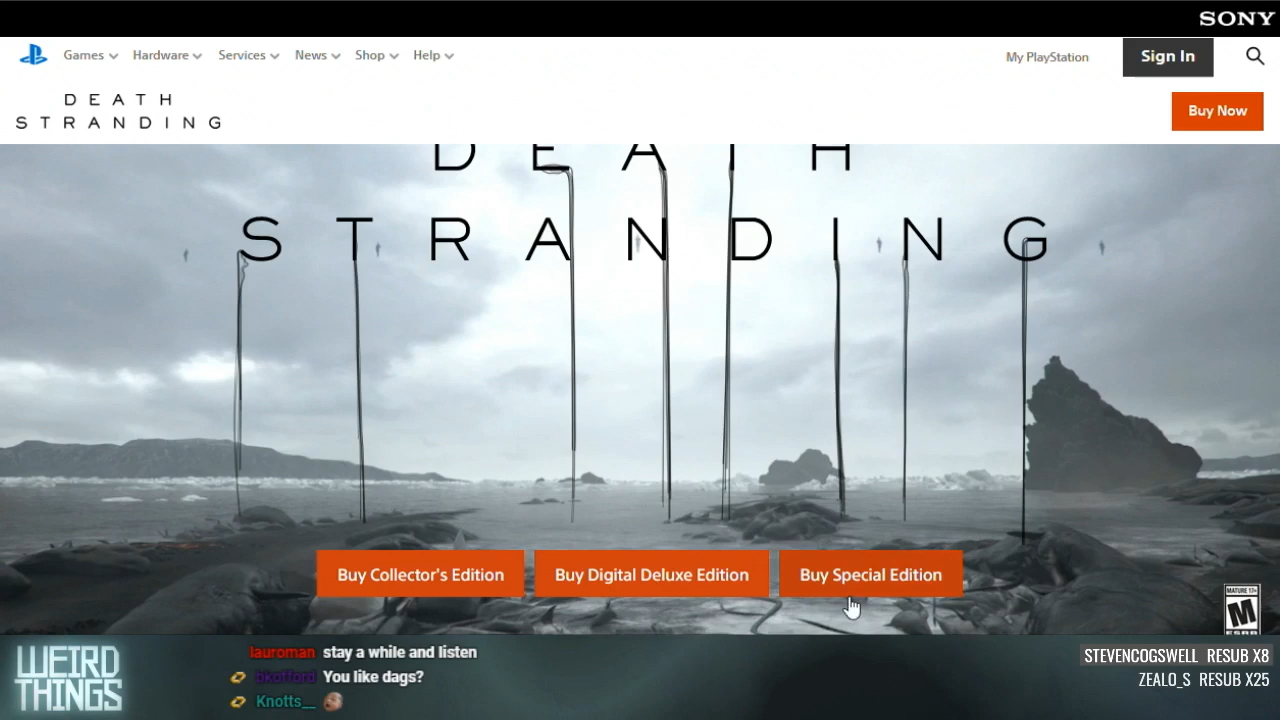 SONY
Games Hardware Services News Shop Help
My PlayStation
Sign In
DEATH
STRANDING
Buy Now
DEATH
STRANDING
Buy Collector's Edition
Buy Digital Deluxe Edition
Buy Special Edition
MATURE 17+
M
ESRB
WEIRD
THINGS
lauroman stay a while and listen
bkotford You like dags?
Knotts__
STEVENCOGSWELL RESUB X8
ZEALO_S RESUB X25